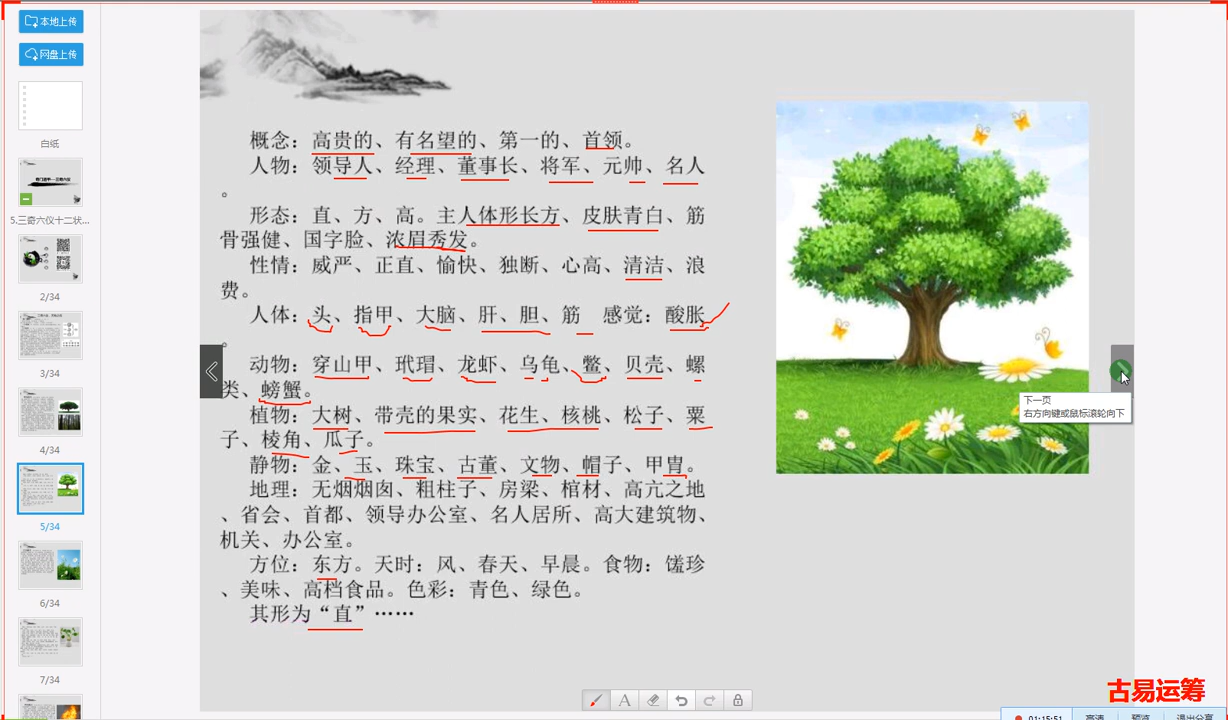 本地上传
网盘上传
白纸
5.三奇六仪十二状...
2/34
3/34
4/34
5/34
6/34
7/34
概念：高贵的、有名望的、第一的、首领。
人物：领导人、经理、董事长、将军、元帅、名人
。
形态：直、方、高。主人体形长方、皮肤青白、筋
骨强健、国字脸、浓眉秀发。
性情：威严、正直、愉快、独断、心高、清洁、浪
费。
人体：头、指甲、大脑、肝、胆、筋 感觉：酸胀
。
动物：穿山甲、玳瑁、龙虾、乌龟、鳖、贝壳、螺
类、螃蟹。
植物：大树、带壳的果实、花生、核桃、松子、粟
子、棱角、瓜子。
静物：金、玉、珠宝、古董、文物、帽子、甲胄。
地理：无烟烟囱、粗柱子、房梁、棺材、高亢之地
、省会、首都、领导办公室、名人居所、高大建筑物、
机关、办公室。
方位：东方。天时：风、春天、早晨。食物：馐珍
、美味、高档食品。色彩：青色、绿色。
其形为“直”……
下一页
右方向键或鼠标滚轮向下
A
古易运筹
01:15:51
高清
预览
退出分享